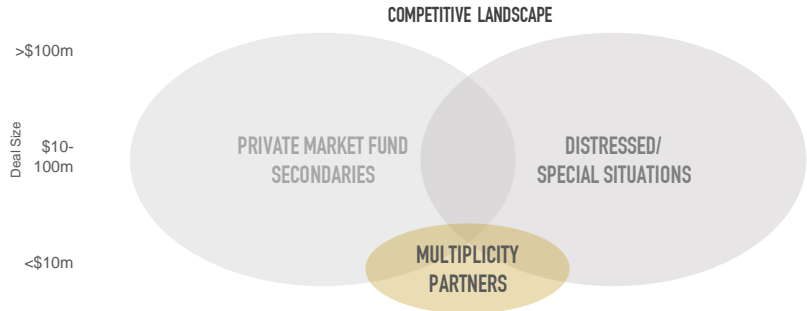 COMPETITIVE LANDSCAPE
>$100m
Deal Size
$10-
100m
<$10m
PRIVATE MARKET FUND
SECONDARIES
DISTRESSED/
SPECIAL SITUATIONS
MULTIPLICITY
PARTNERS